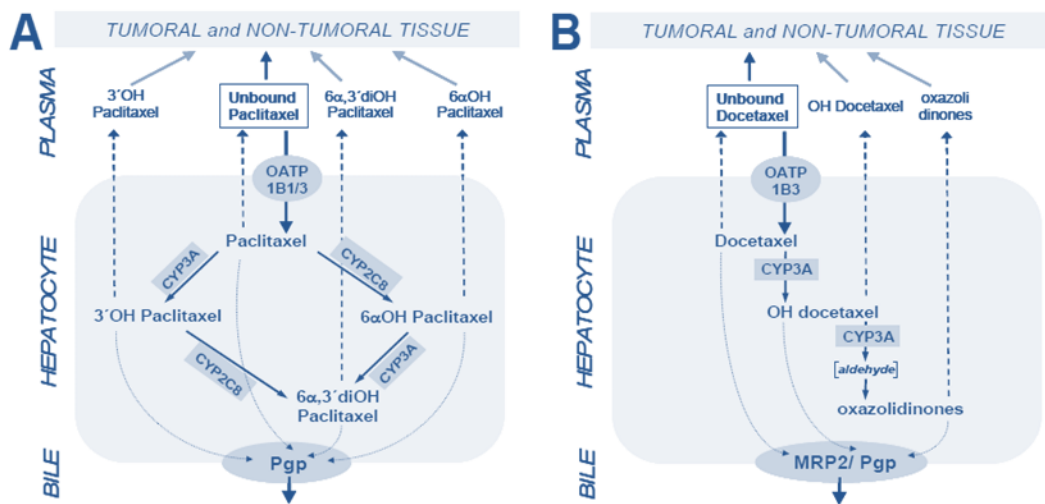 A
TUMORAL and NON-TUMORAL TISSUE
PLASMA
3´OH
Paclitaxel
Unbound
Paclitaxel
6α,3´diOH
Paclitaxel
6αOH
Paclitaxel
OATP
1B1/3
HEPATOCYTE
Paclitaxel
CYP3A
CYP2C8
3´OH Paclitaxel
6αOH Paclitaxel
CYP2C8
CYP3A
6α,3´diOH
Paclitaxel
BILE
Pgp
B
TUMORAL and NON-TUMORAL TISSUE
PLASMA
Unbound
Docetaxel
OH Docetaxel
oxazoli
dinones
OATP
1B3
HEPATOCYTE
Docetaxel
CYP3A
OH docetaxel
CYP3A
[aldehyde]
oxazolidinones
BILE
MRP2/ Pgp